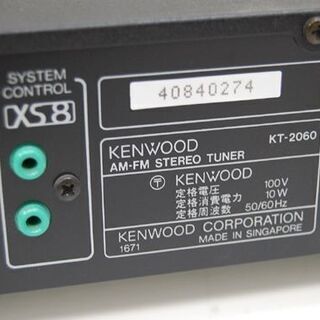 SYSTEM
CONTROL
XS8
40840274
KENWOOD
KT-2060
AM-FM STEREO TUNER
〒
定格電圧 100V
定格消費電力 10W
定格周波数 50/60Hz
KENWOOD CORPORATION
1671 MADE IN SINGAPORE